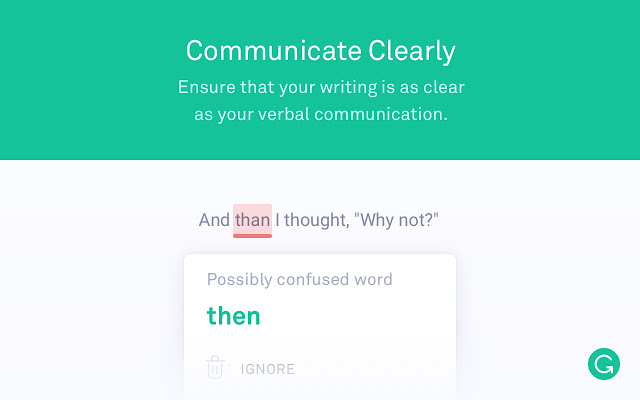 Communicate Clearly
Ensure that your writing is as clear
as your verbal communication.
And than I thought, "Why not?"
Possibly confused word
then
IGNORE